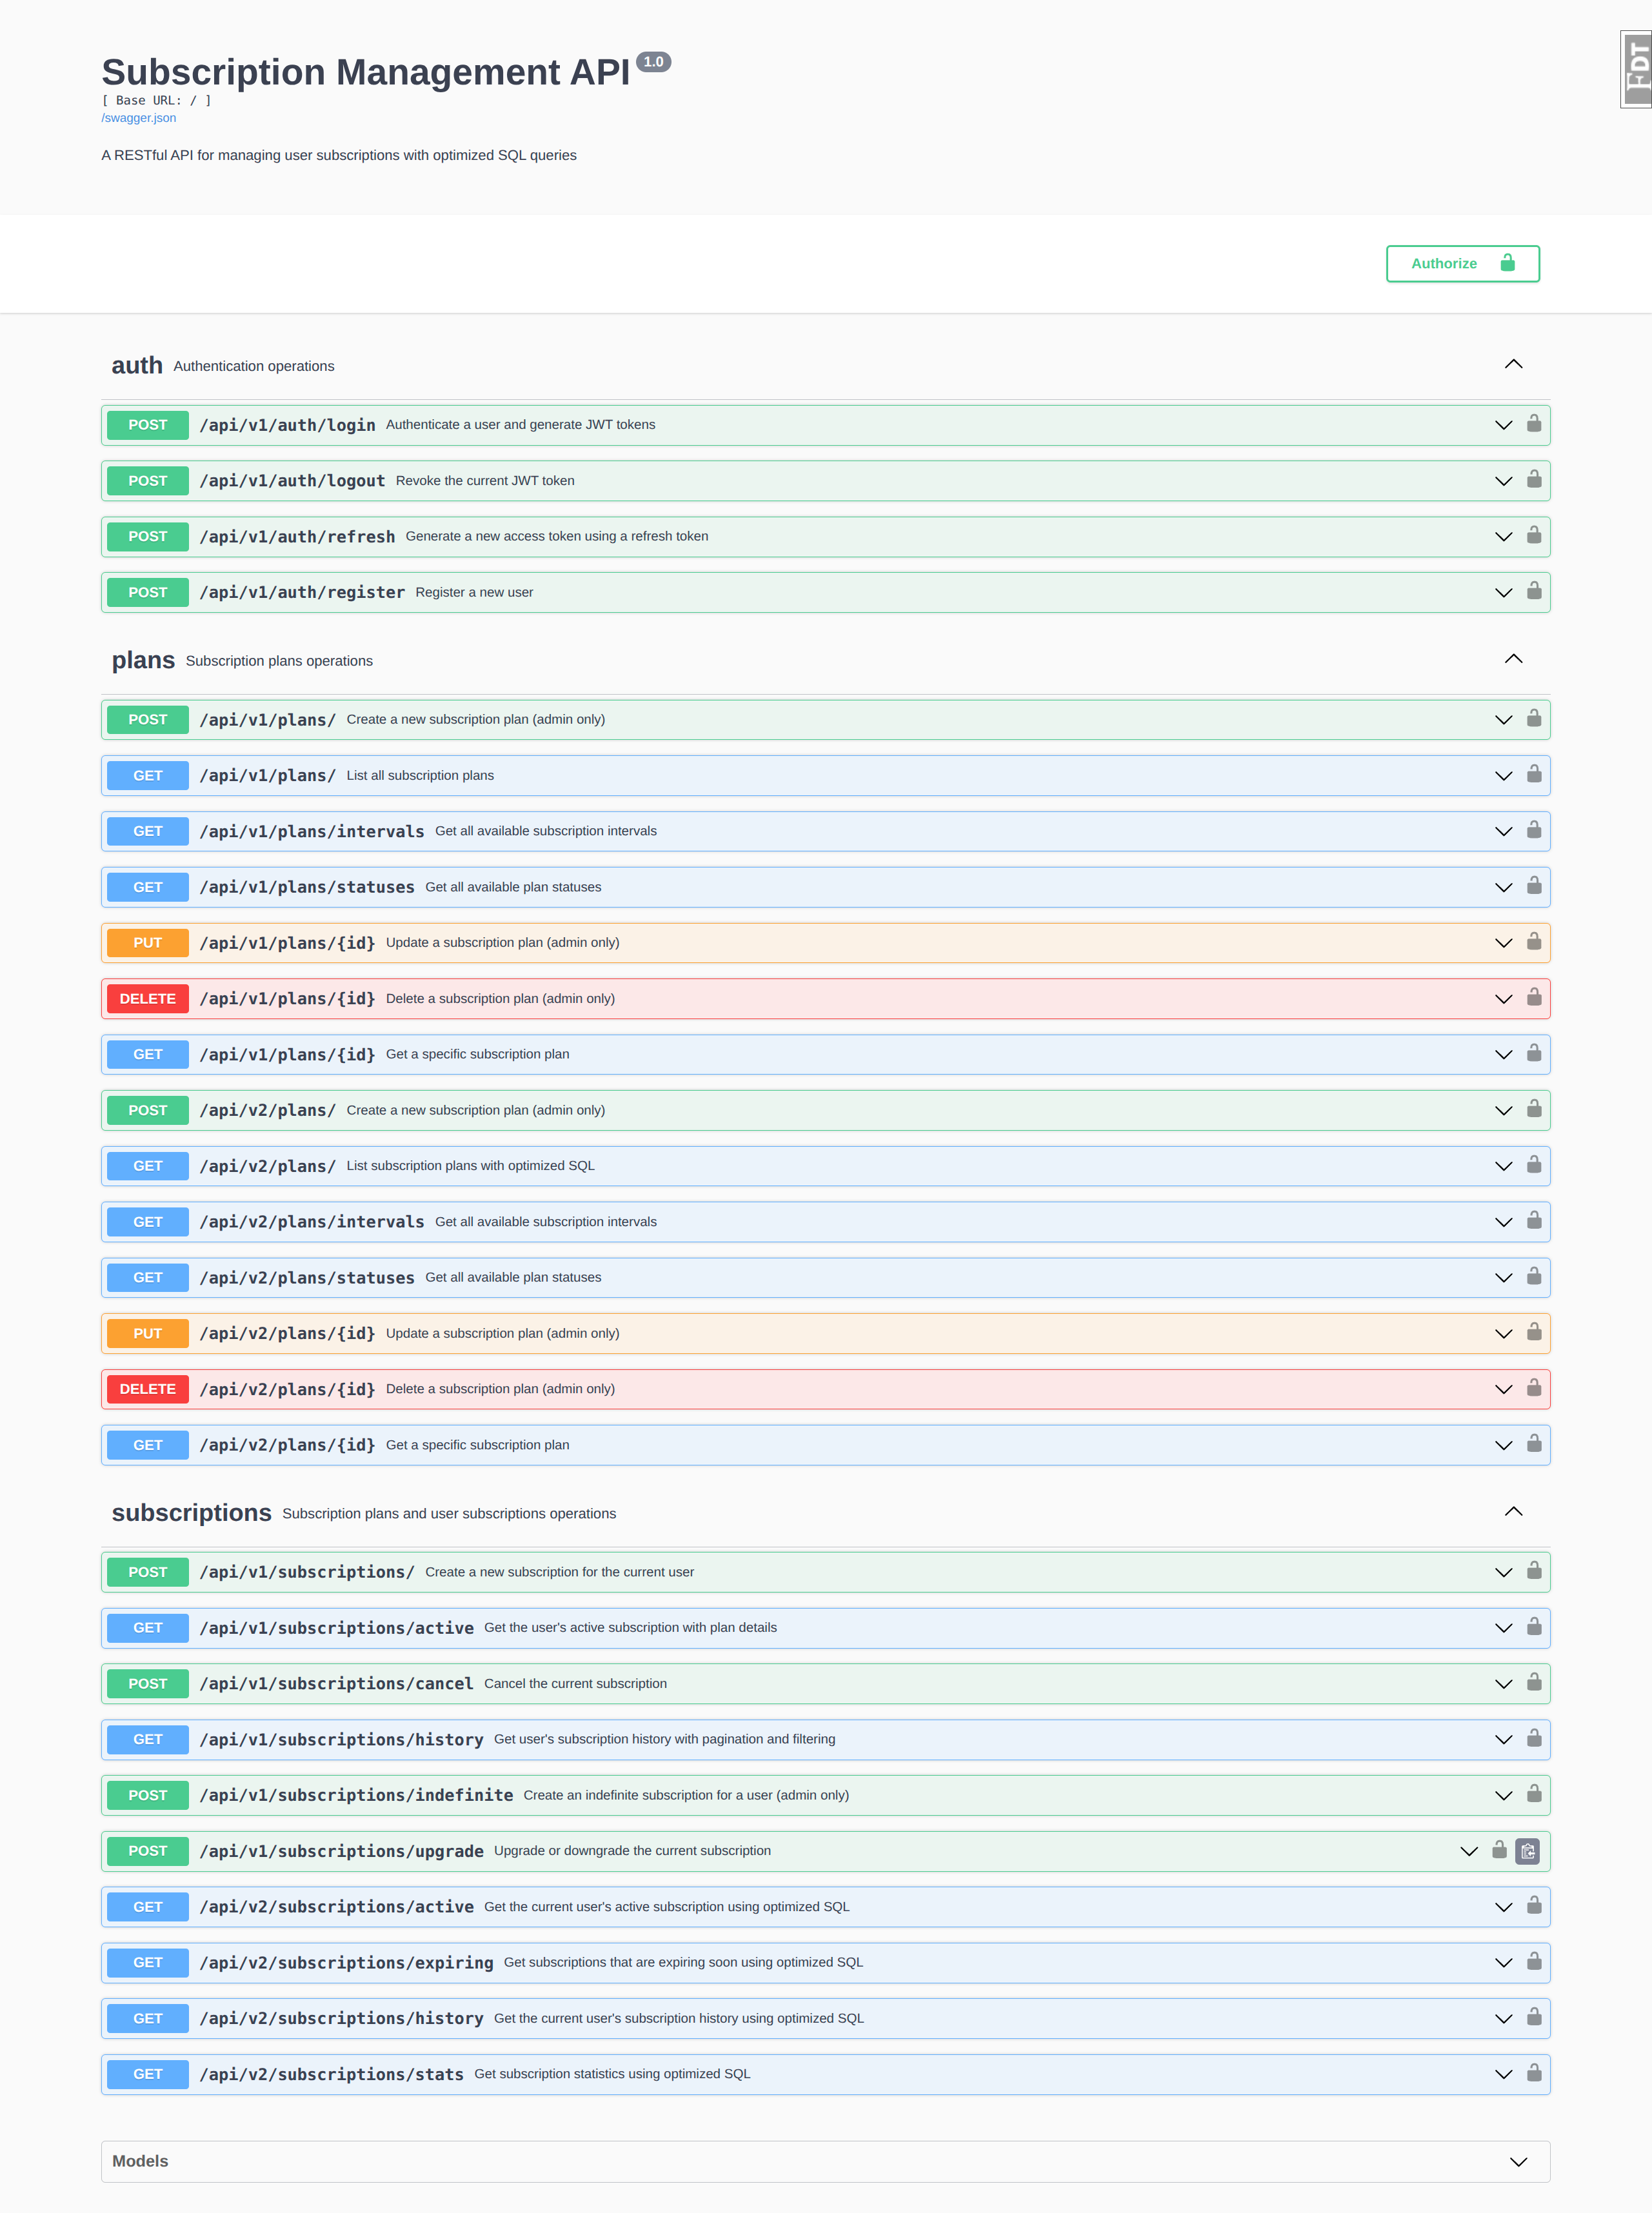 Subscription Management API 1.0
[ Base URL: / ]
/swagger.json
A RESTful API for managing user subscriptions with optimized SQL queries
FDT
Authorize
auth Authentication operations
POST /api/v1/auth/login Authenticate a user and generate JWT tokens
POST /api/v1/auth/logout Revoke the current JWT token
POST /api/v1/auth/refresh Generate a new access token using a refresh token
POST /api/v1/auth/register Register a new user
plans Subscription plans operations
POST /api/v1/plans/ Create a new subscription plan (admin only)
GET /api/v1/plans/ List all subscription plans
GET /api/v1/plans/intervals Get all available subscription intervals
GET /api/v1/plans/statuses Get all available plan statuses
PUT /api/v1/plans/{id} Update a subscription plan (admin only)
DELETE /api/v1/plans/{id} Delete a subscription plan (admin only)
GET /api/v1/plans/{id} Get a specific subscription plan
POST /api/v2/plans/ Create a new subscription plan (admin only)
GET /api/v2/plans/ List subscription plans with optimized SQL
GET /api/v2/plans/intervals Get all available subscription intervals
GET /api/v2/plans/statuses Get all available plan statuses
PUT /api/v2/plans/{id} Update a subscription plan (admin only)
DELETE /api/v2/plans/{id} Delete a subscription plan (admin only)
GET /api/v2/plans/{id} Get a specific subscription plan
subscriptions Subscription plans and user subscriptions operations
POST /api/v1/subscriptions/ Create a new subscription for the current user
GET /api/v1/subscriptions/active Get the user's active subscription with plan details
POST /api/v1/subscriptions/cancel Cancel the current subscription
GET /api/v1/subscriptions/history Get user's subscription history with pagination and filtering
POST /api/v1/subscriptions/indefinite Create an indefinite subscription for a user (admin only)
POST /api/v1/subscriptions/upgrade Upgrade or downgrade the current subscription
GET /api/v2/subscriptions/active Get the current user's active subscription using optimized SQL
GET /api/v2/subscriptions/expiring Get subscriptions that are expiring soon using optimized SQL
GET /api/v2/subscriptions/history Get the current user's subscription history using optimized SQL
GET /api/v2/subscriptions/stats Get subscription statistics using optimized SQL
Models